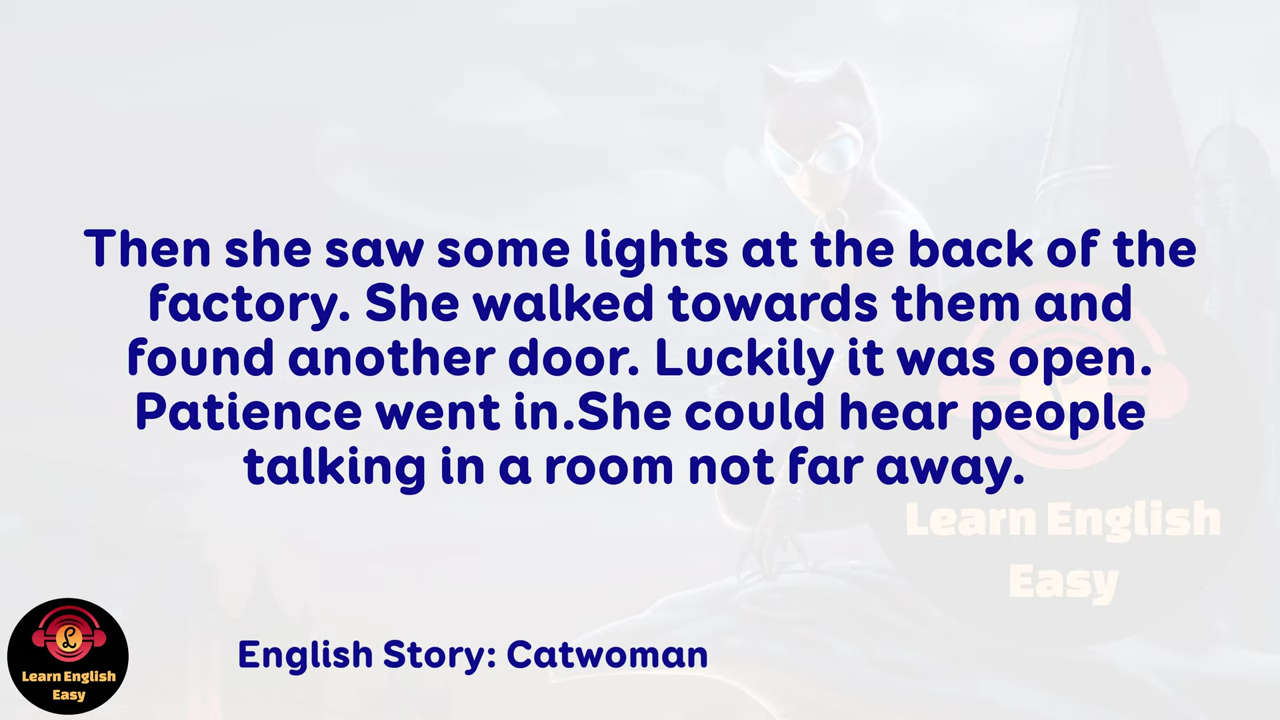 Then she saw some lights at the back of the
factory. She walked towards them and
found another door. Luckily it was open.
Patience went in.She could hear people
talking in a room not far away.
Learn English
Easy
English Story: Catwoman
L
Learn English
Easy